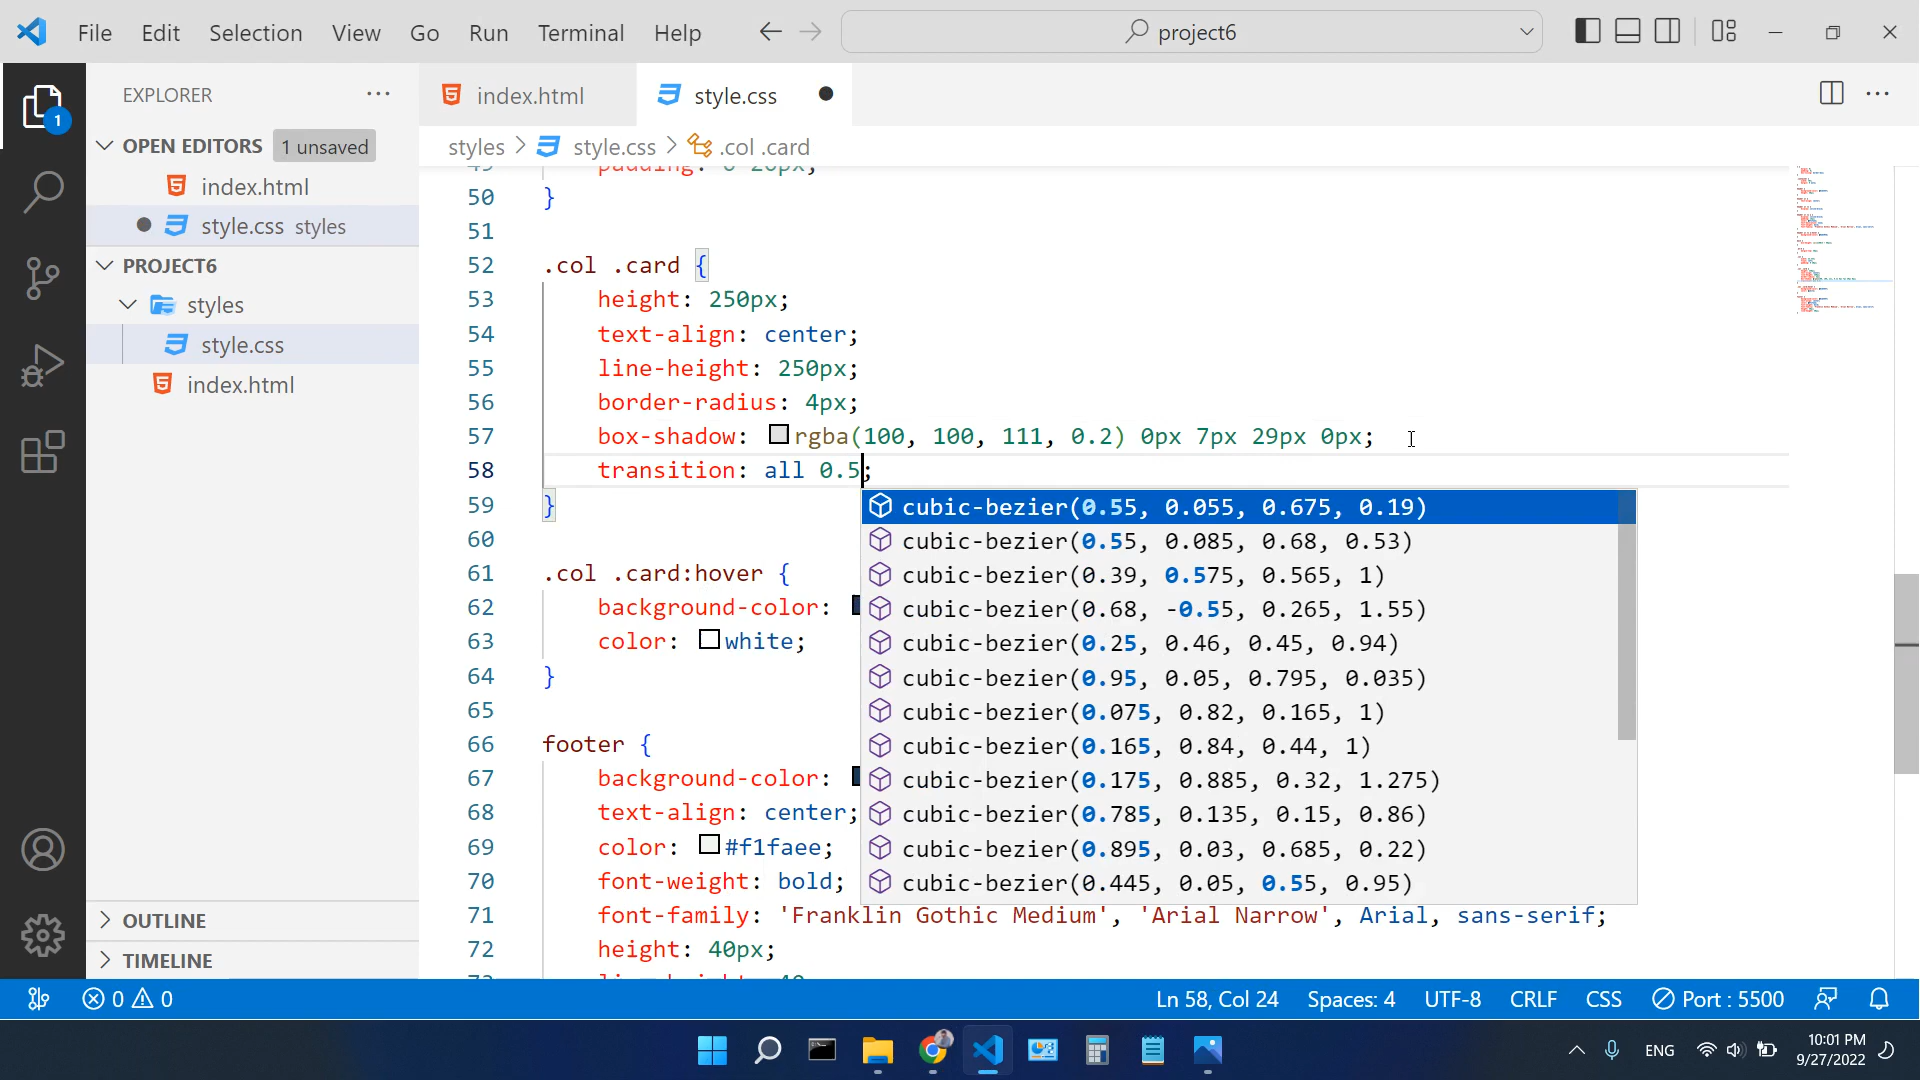 File Edit Selection View Go Run Terminal Help
project6
EXPLORER
1
OPEN EDITORS 1 unsaved
index.html
style.css styles
PROJECT6
styles
style.css
index.html
OUTLINE
TIMELINE
index.html style.css
styles style.css .col .card
50 }
51
52 .col .card {
53 height: 250px;
54 text-align: center;
55 line-height: 250px;
56 border-radius: 4px;
57 box-shadow: rgba(100, 100, 111, 0.2) 0px 7px 29px 0px;
58 transition: all 0.5;
59 }
60
61 .col .card:hover {
62 background-color:
63 color: white;
64 }
65
66 footer {
67 background-color:
68 text-align: center;
69 color: #f1faee;
70 font-weight: bold;
71 font-family: 'Franklin Gothic Medium', 'Arial Narrow', Arial, sans-serif;
72 height: 40px;
cubic-bezier(0.55, 0.055, 0.675, 0.19)
cubic-bezier(0.55, 0.085, 0.68, 0.53)
cubic-bezier(0.39, 0.575, 0.565, 1)
cubic-bezier(0.68, -0.55, 0.265, 1.55)
cubic-bezier(0.25, 0.46, 0.45, 0.94)
cubic-bezier(0.95, 0.05, 0.795, 0.035)
cubic-bezier(0.075, 0.82, 0.165, 1)
cubic-bezier(0.165, 0.84, 0.44, 1)
cubic-bezier(0.175, 0.885, 0.32, 1.275)
cubic-bezier(0.785, 0.135, 0.15, 0.86)
cubic-bezier(0.895, 0.03, 0.685, 0.22)
cubic-bezier(0.445, 0.05, 0.55, 0.95)
0 0
Ln 58, Col 24 Spaces: 4 UTF-8 CRLF CSS Port : 5500
ENG
10:01 PM
9/27/2022